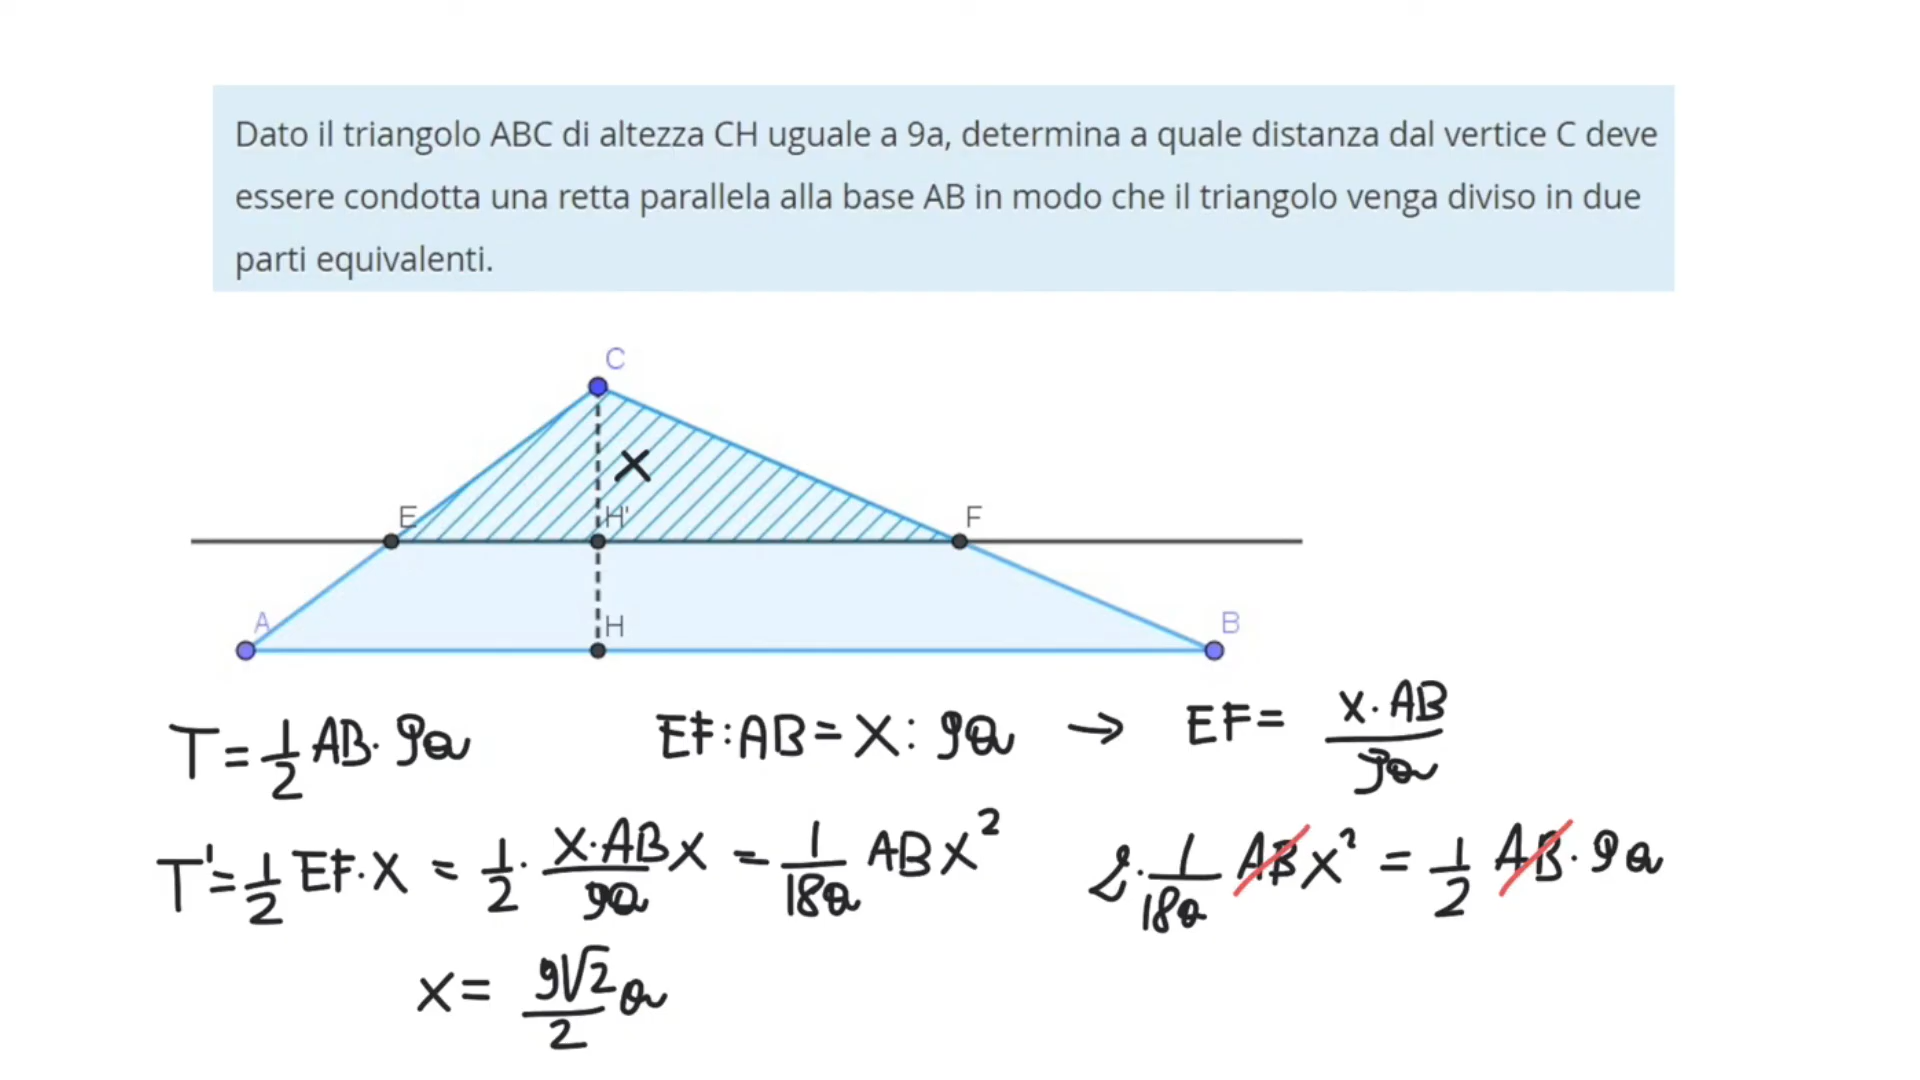 Dato il triangolo ABC di altezza CH uguale a 9a, determina a quale distanza dal vertice C deve
essere condotta una retta parallela alla base AB in modo che il triangolo venga diviso in due
parti equivalenti.
C
x
E H' F
A H B
T = 1/2 AB · 9a EF : AB = x : 9a → EF = x · AB / 9a
T' = 1/2 EF · x = 1/2 · x · AB / 9a x = 1/18a AB x² 2 · 1/18a AB x² = 1/2 AB · 9a
x = 9√2/2 a